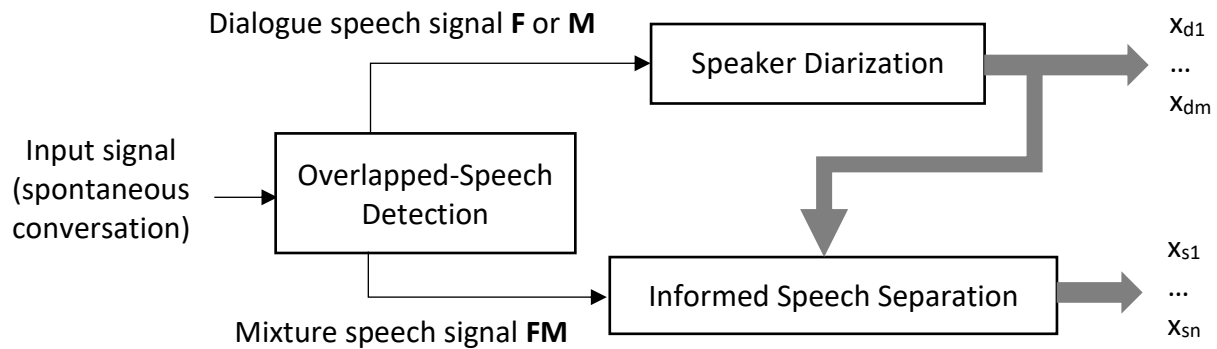 Dialogue speech signal F or M
Speaker Diarization
xd1
...
xdm
Input signal
(spontaneous
conversation)
Overlapped-Speech
Detection
Mixture speech signal FM
Informed Speech Separation
xs1
...
xsn